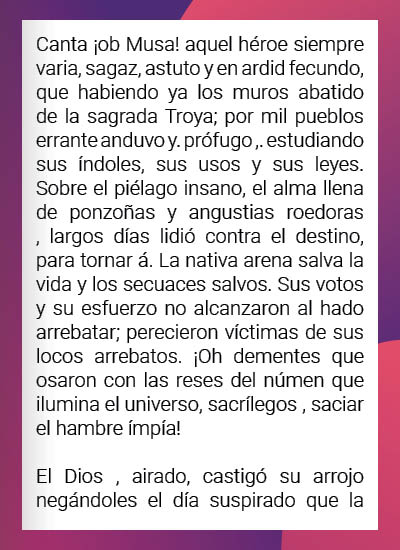 Canta ¡ob Musa! aquel héroe siempre
varia, sagaz, astuto y en ardid fecundo,
que habiendo ya los muros abatido
de la sagrada Troya; por mil pueblos
errante anduvo y. prófugo ,. estudiando
sus índoles, sus usos y sus leyes.
Sobre el piélago insano, el alma llena
de ponzoñas y angustias roedoras
, largos días lidió contra el destino,
para tornar á. La nativa arena salva la
vida y los secuaces salvos. Sus votos
y su esfuerzo no alcanzaron al hado
arrebatar; perecieron víctimas de sus
locos arrebatos. ¡Oh dementes que
osaron con las reses del númen que
ilumina el universo, sacrílegos , saciar
el hambre ímpía!
El Dios , airado, castigó su arrojo
negándoles el día suspirado que la